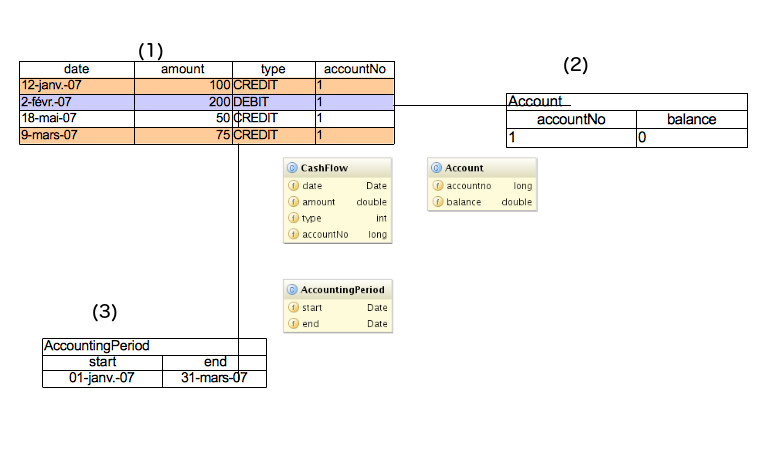 (1)
date amount type accountNo
12-janv.-07 100 CREDIT 1
2-févr.-07 200 DEBIT 1
18-mai-07 50 CREDIT 1
9-mars-07 75 CREDIT 1
(2)
Account
accountNo balance
1 0
CashFlow
date Date
amount double
type int
accountNo long
Account
accountno long
balance double
AccountingPeriod
start Date
end Date
(3)
AccountingPeriod
start end
01-janv.-07 31-mars-07